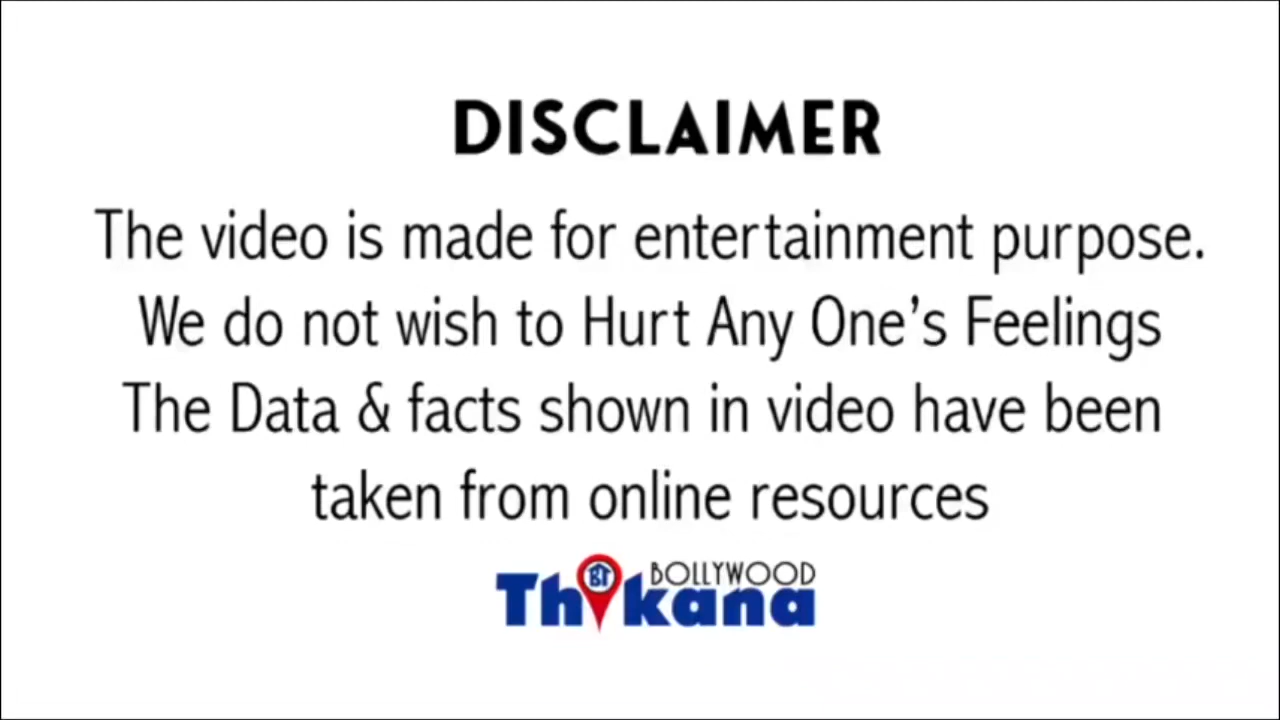 DISCLAIMER
The video is made for entertainment purpose.
We do not wish to Hurt Any One's Feelings
The Data & facts shown in video have been
taken from online resources
BOLLYWOOD
BT
Thikana